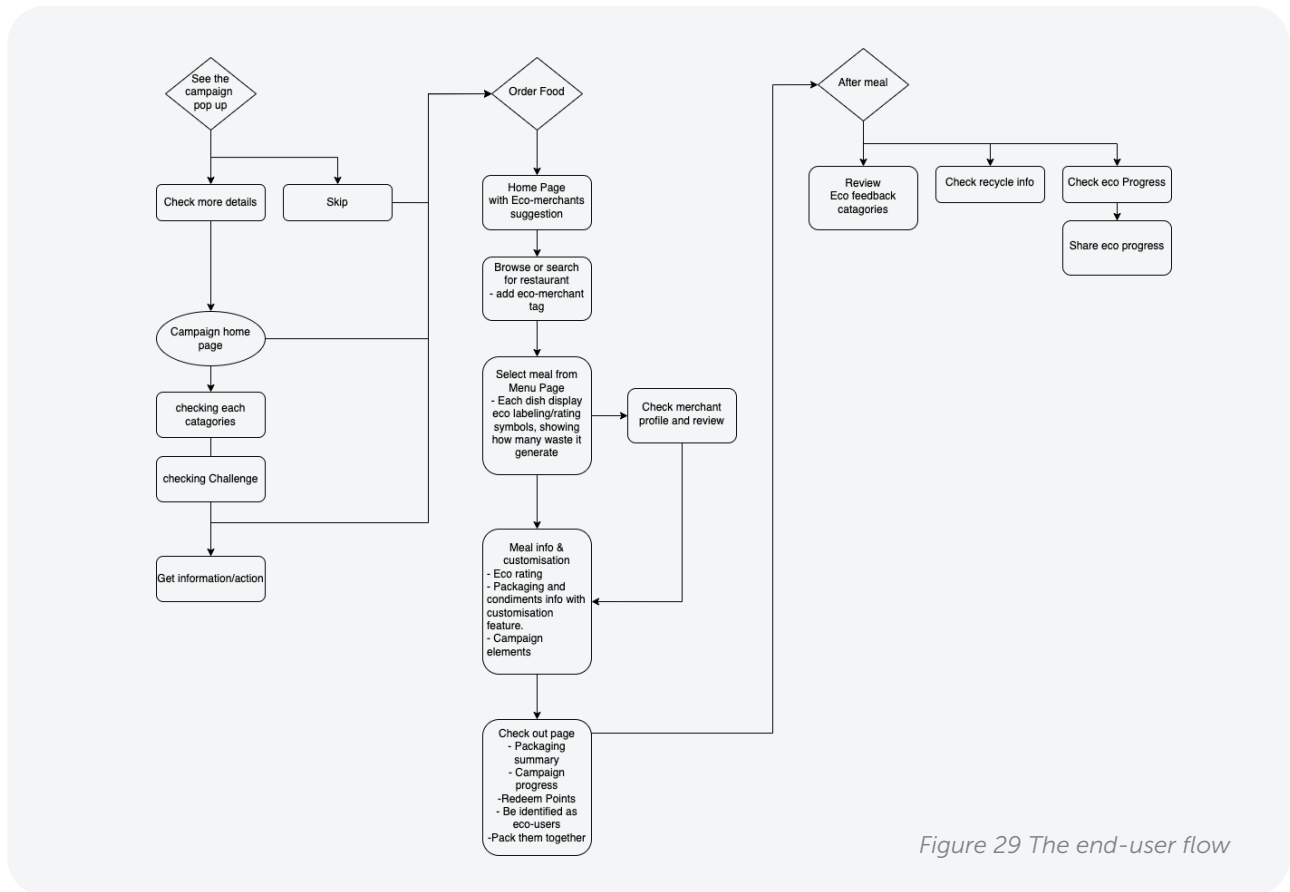 See the
campaign
pop up
Check more details
Skip
Campaign home
page
checking each
catagories
checking Challenge
Get information/action
Order Food
Home Page
with Eco-merchants
suggestion
Browse or search
for restaurant
- add eco-merchant
tag
Select meal from
Menu Page
- Each dish display
eco labeling/rating
symbols, showing
how many waste it
generate
Check merchant
profile and review
Meal info &
customisation
- Eco rating
- Packaging and
condiments info with
customisation
feature.
- Campaign
elements
Check out page
- Packaging
summary
- Campaign
progress
-Redeem Points
- Be identified as
eco-users
-Pack them together
After meal
Review
Eco feedback
catagories
Check recycle info
Check eco Progress
Share eco progress
Figure 29 The end-user flow